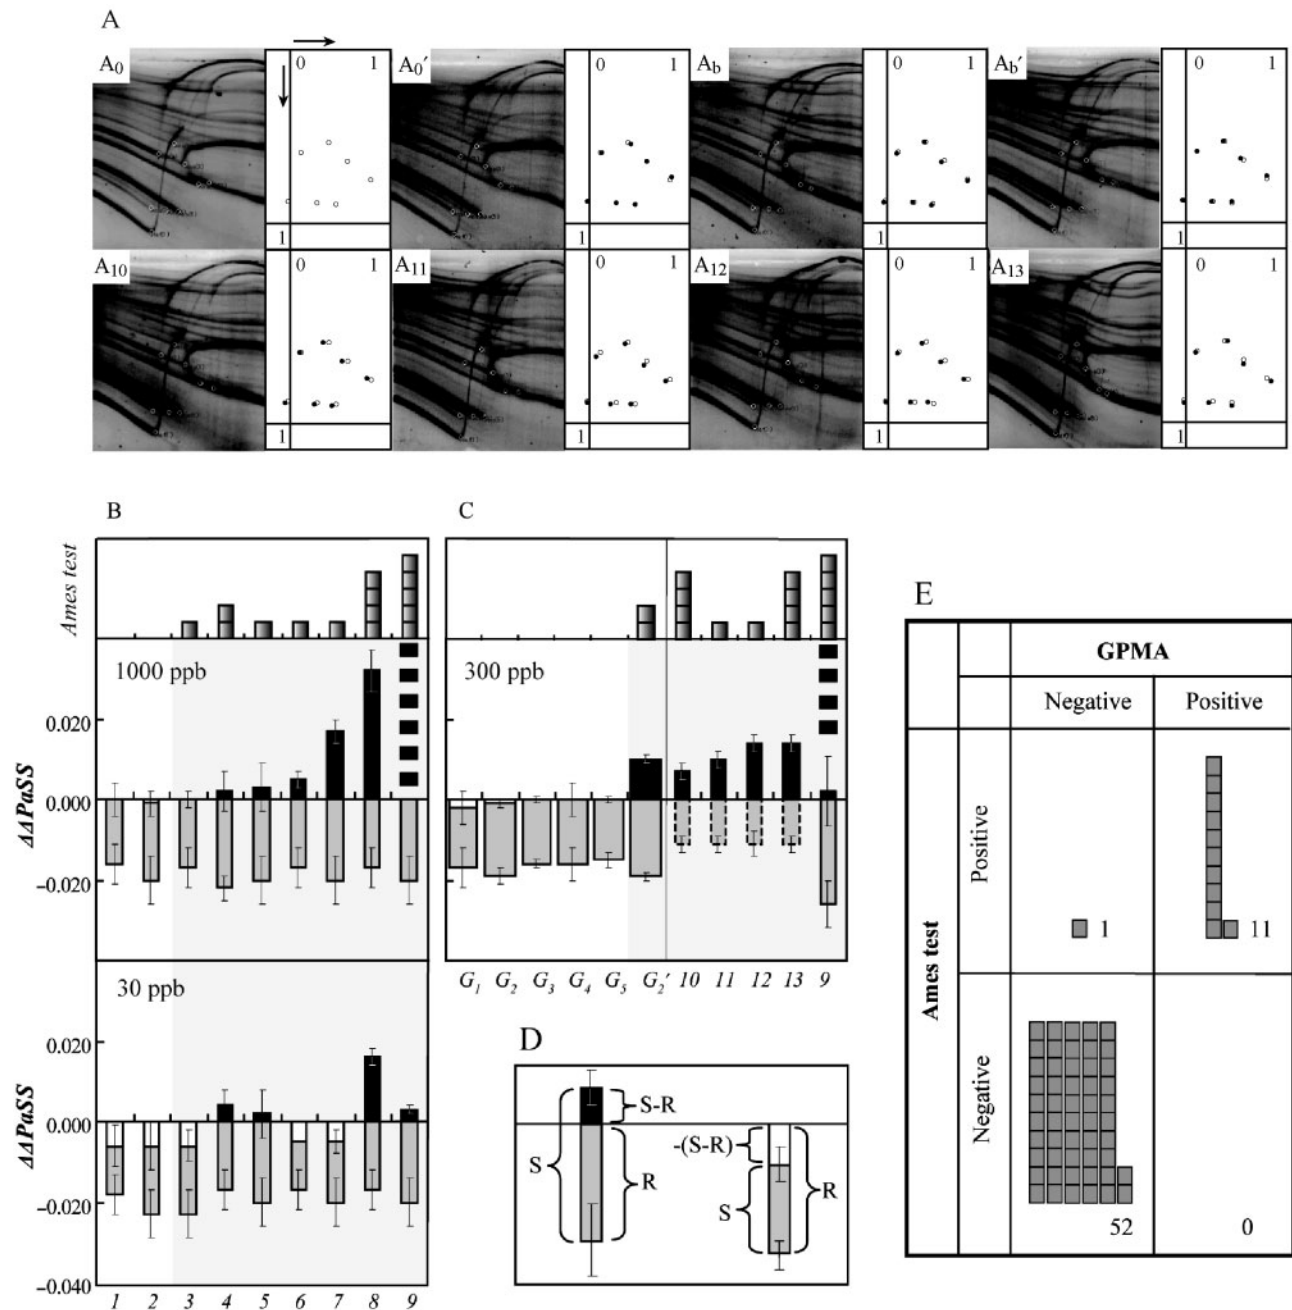 A
A0 0 1 A0′ 0 1 Ab 0 1 Ab′ 0 1
1 1 1 1
A10 0 1 A11 0 1 A12 0 1 A13 0 1
1 1 1 1
B
Ames test
1000 ppb
0.020
0.000
−0.020
ΔΔPaSS
30 ppb
0.020
0.000
−0.020
−0.040
ΔΔPaSS
1 2 3 4 5 6 7 8 9
C
300 ppb
G1 G2 G3 G4 G5 G2′ 10 11 12 13 9
D
S-R
S
R
-(S-R)
S
R
E
GPMA
Negative Positive
Ames test
Positive
1 11
Negative
52 0